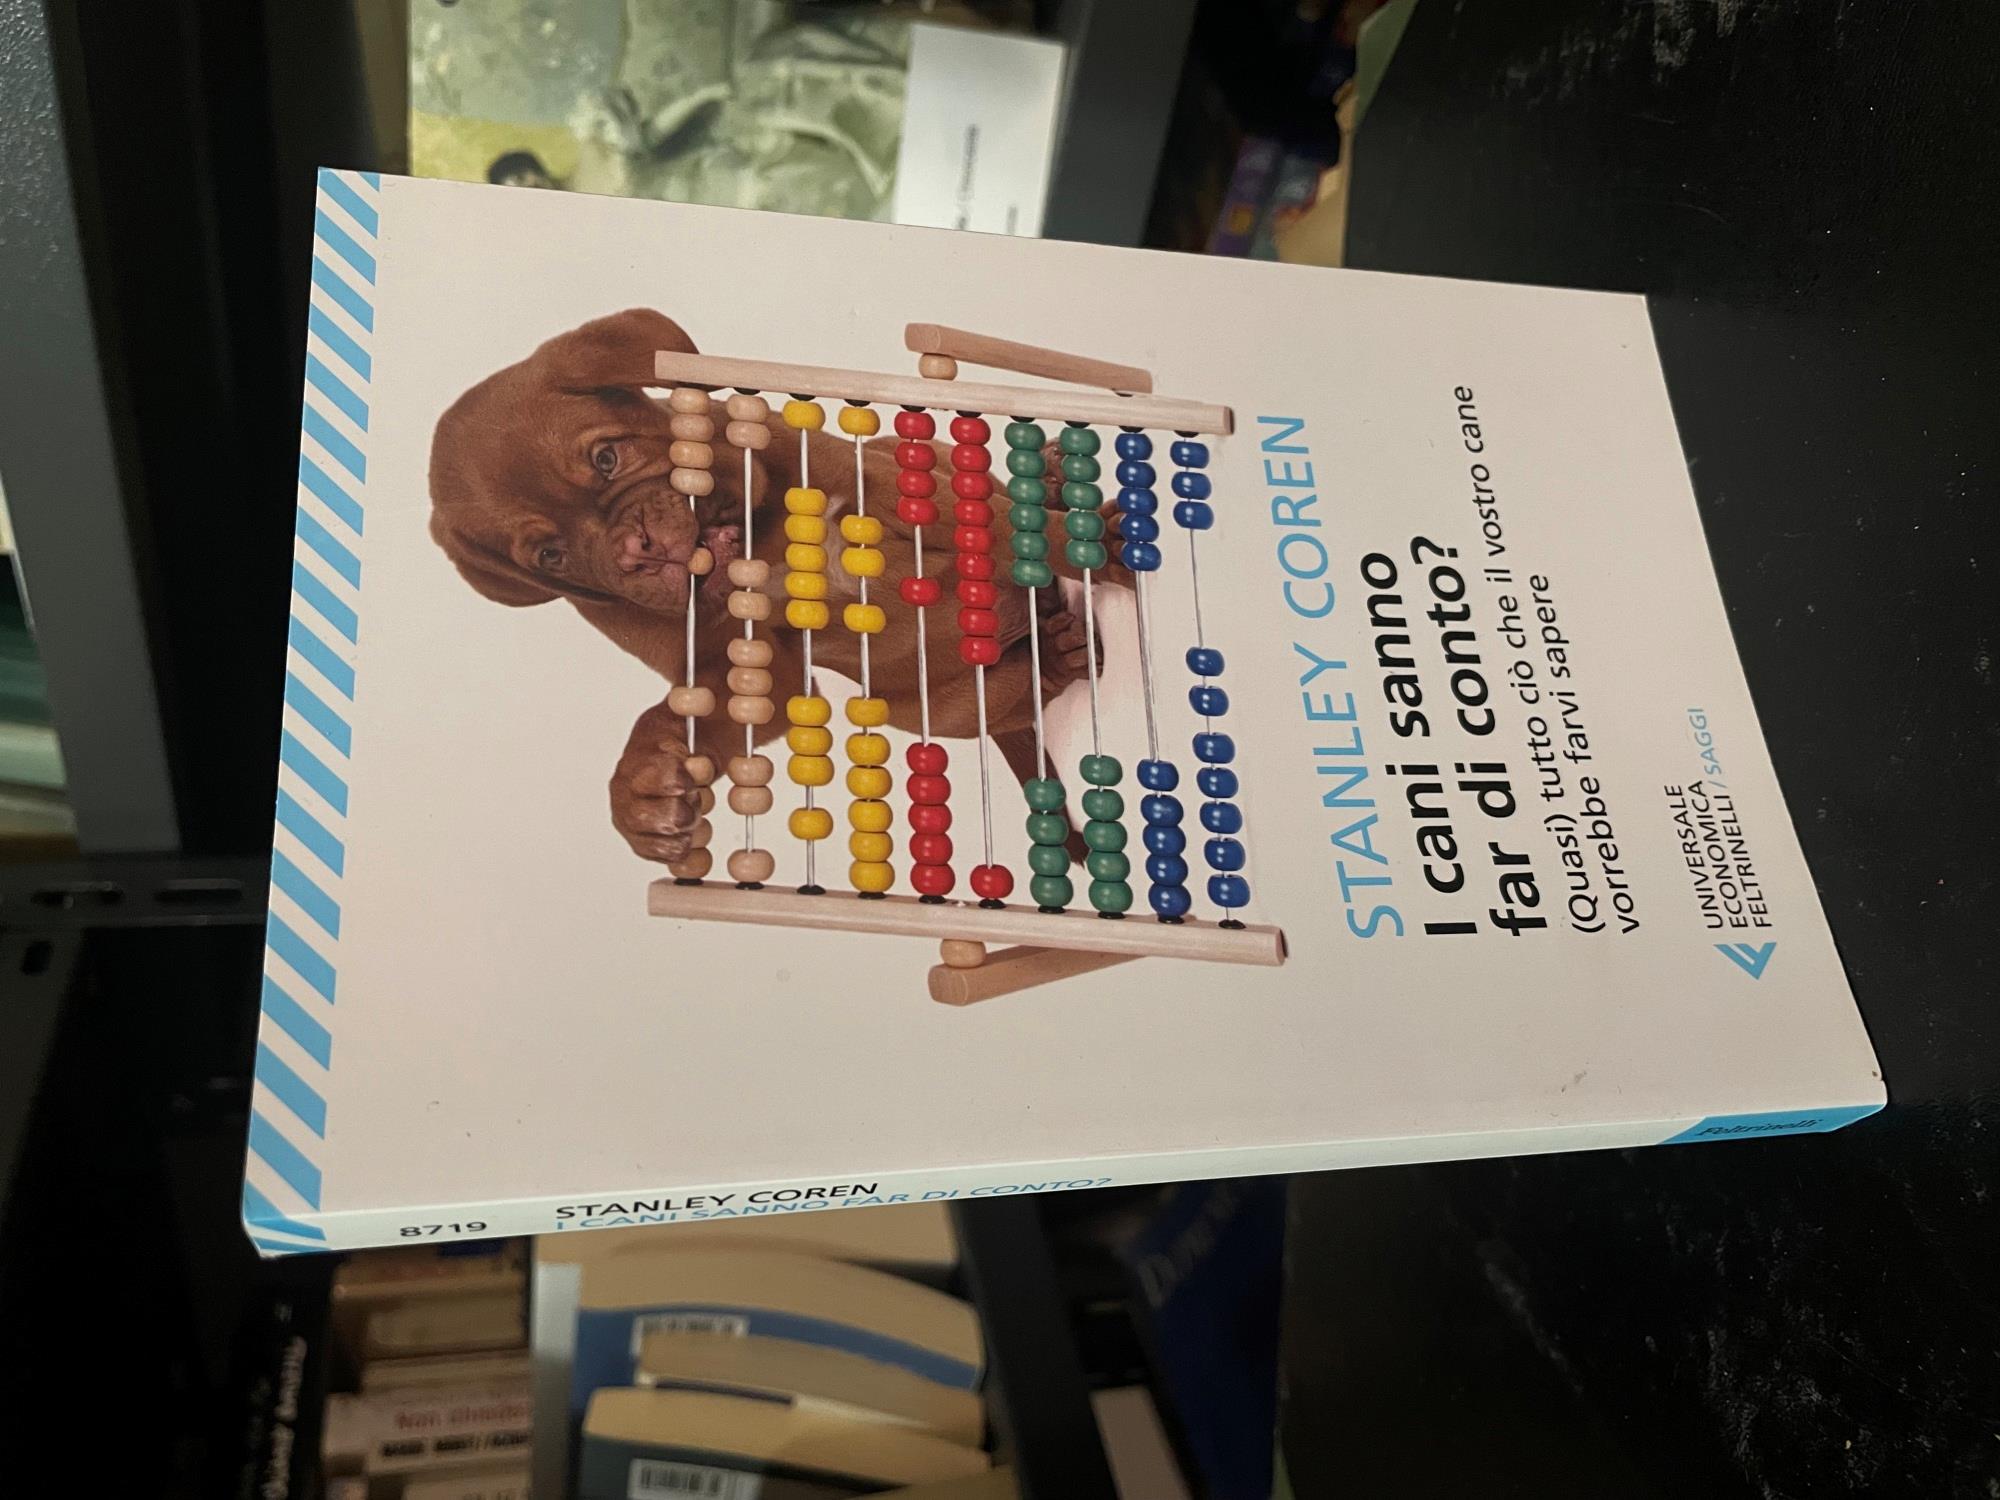 STANLEY COREN
I cani sanno
far di conto?
(Quasi) tutto ciò che il vostro cane
vorrebbe farvi sapere
UNIVERSALE
ECONOMICA
FELTRINELLI / SAGGI
8719
STANLEY COREN
I CANI SANNO FAR DI CONTO?
Feltrinelli